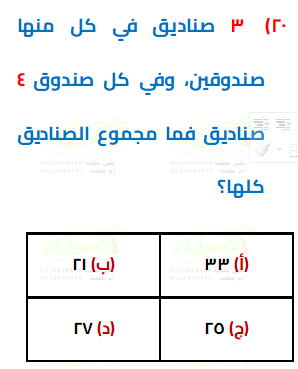 ٢٠) ٣ صناديق في كل منها
صندوقين، وفي كل صندوق ٤
صناديق فما مجموع الصناديق
كلها؟
(أ) ٣٣
(ب) ٢١
(ج) ٢٥
(د) ٢٧